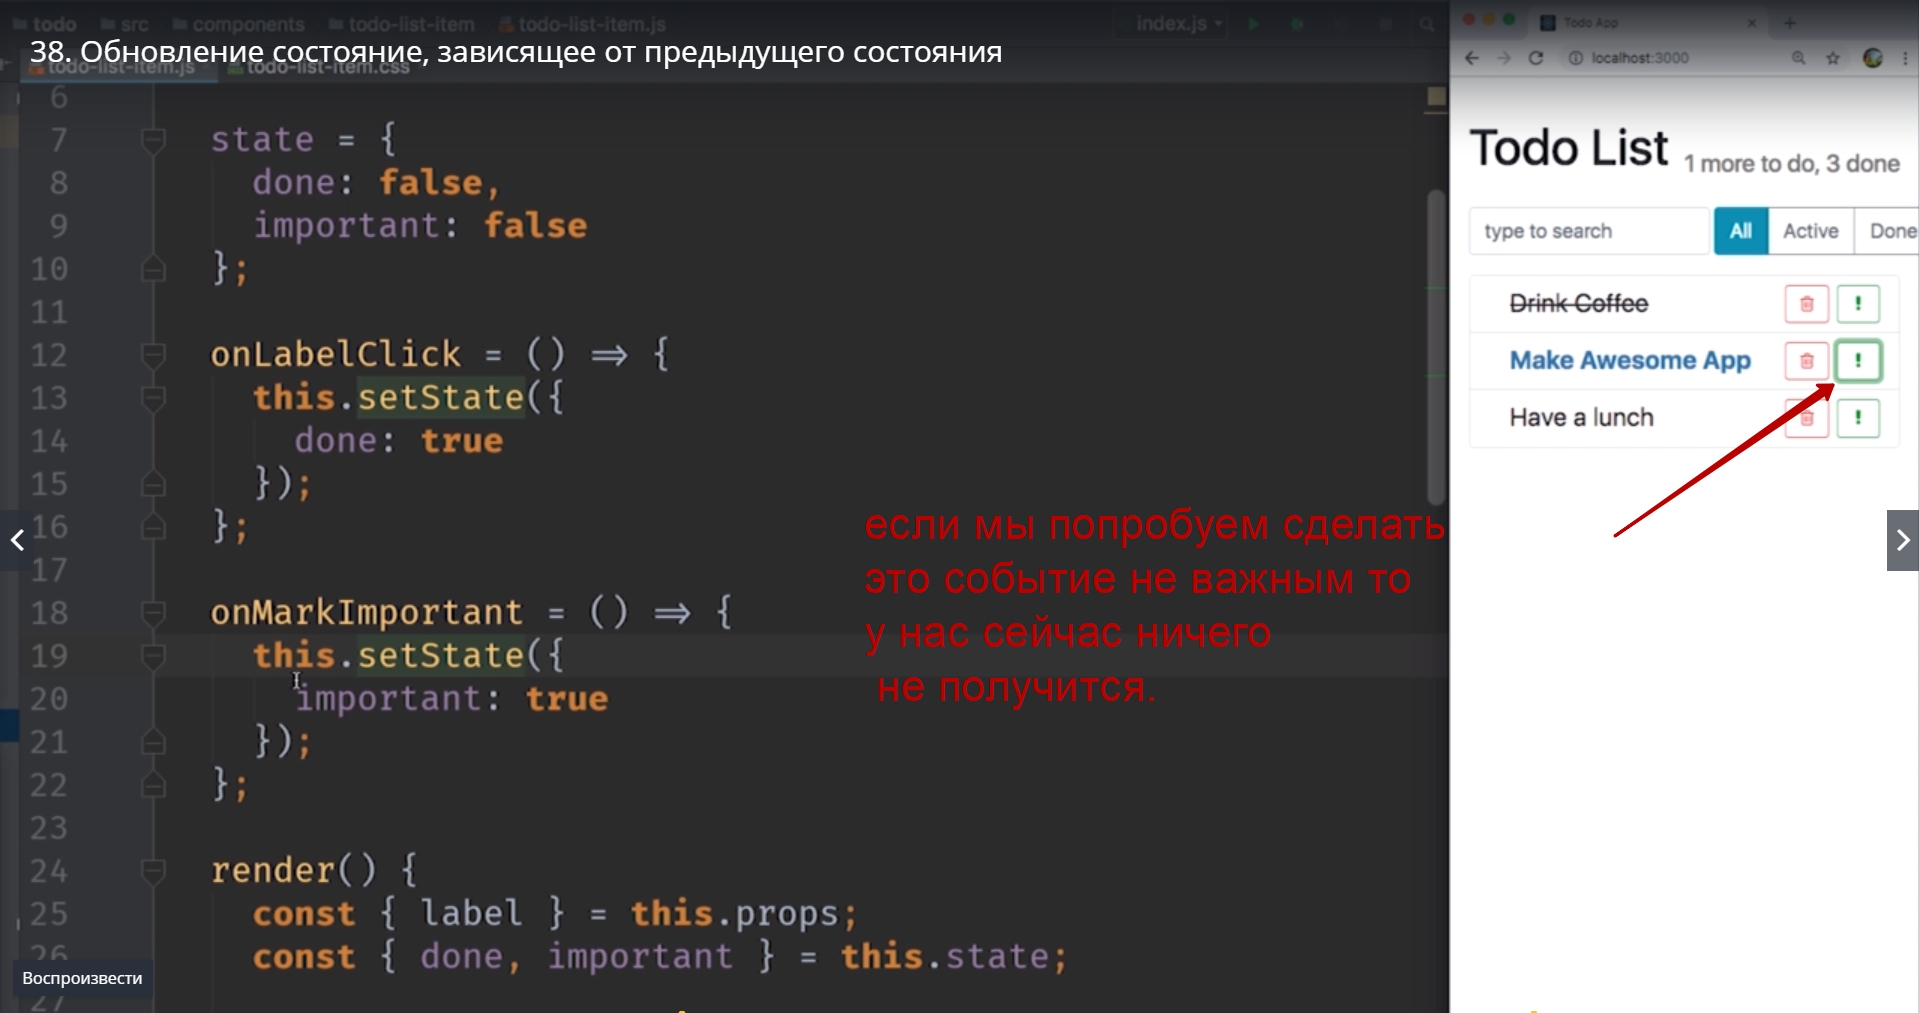 todo src components todo-list-item todo-list-item.js index.js
38. Обновление состояние, зависящее от предыдущего состояния
todo-list-item.js todo-list-item.css
6
7 state = {
8 done: false,
9 important: false
10 };
11
12 onLabelClick = () ⇒ {
13 this.setState({
14 done: true
15 });
16 };
17
18 onMarkImportant = () ⇒ {
19 this.setState({
20 important: true
21 });
22 };
23
24 render() {
25 const { label } = this.props;
26 const { done, important } = this.state;
27
Воспроизвести
если мы попробуем сделать
это событие не важным то
у нас сейчас ничего
не получится.
Todo App
localhost:3000
Todo List 1 more to do, 3 done
type to search All Active Done
Drink Coffee !
Make Awesome App !
Have a lunch !